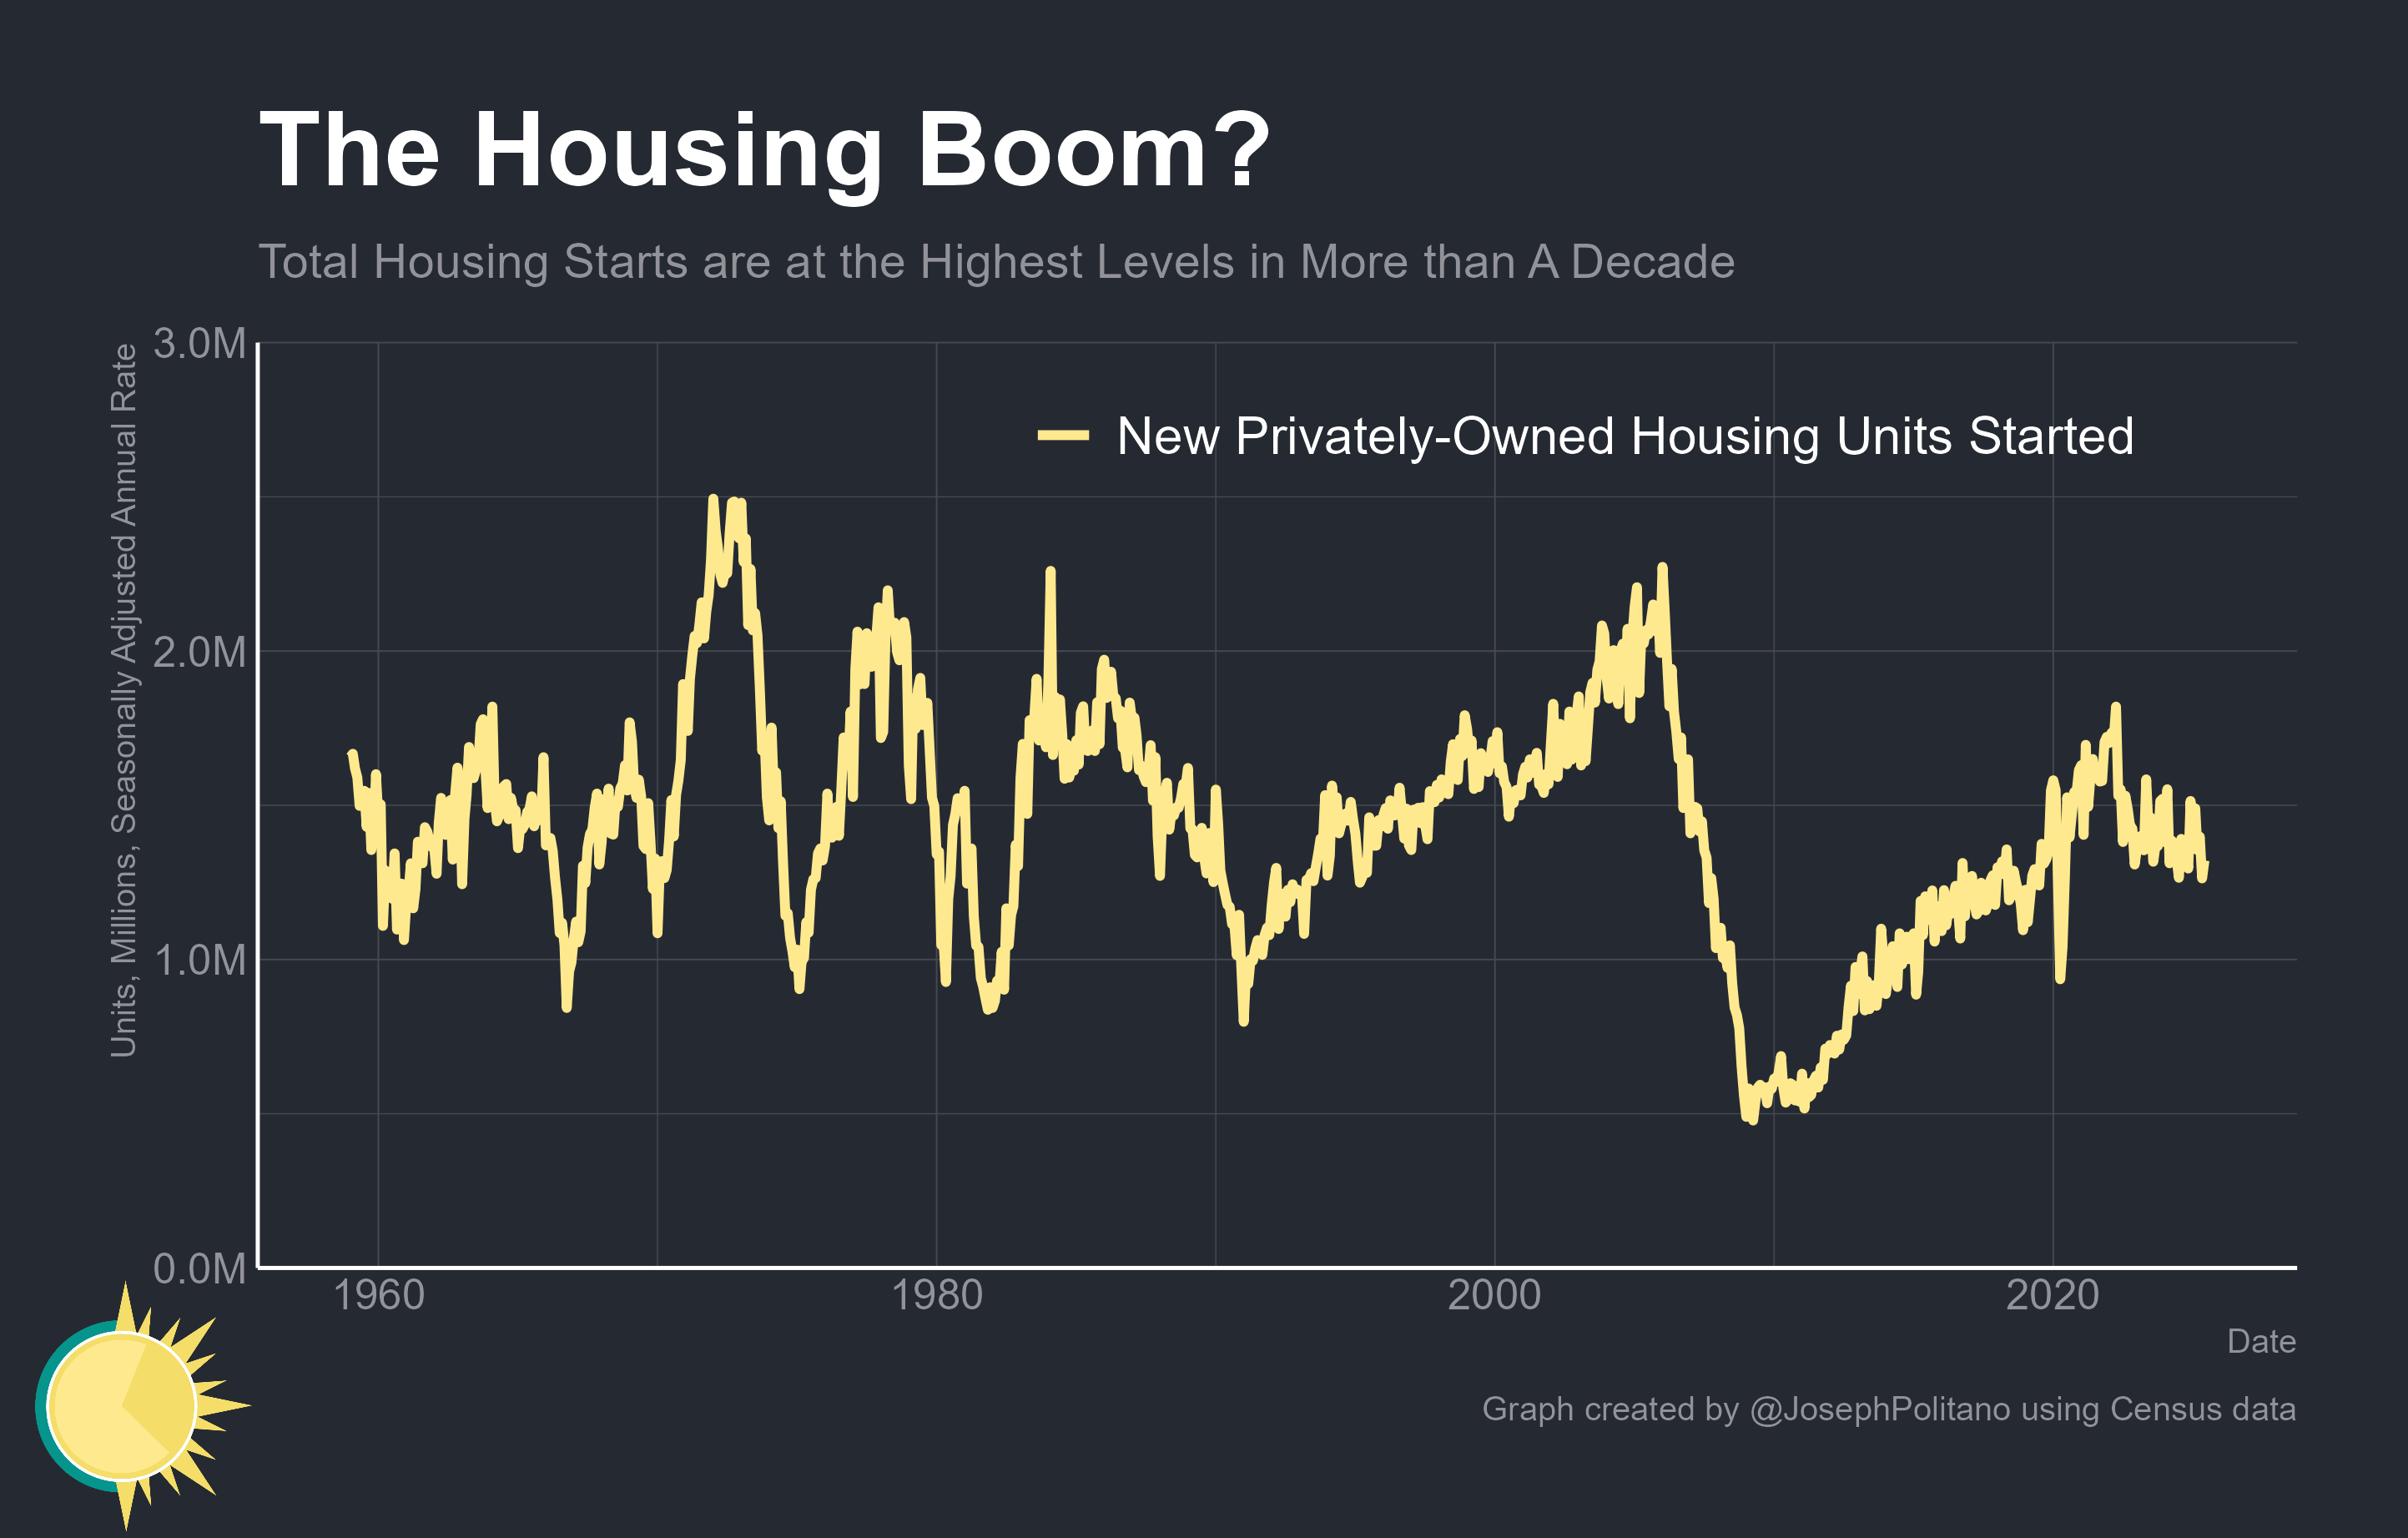 The Housing Boom?
Total Housing Starts are at the Highest Levels in More than A Decade
Units, Millions, Seasonally Adjusted Annual Rate
3.0M
2.0M
1.0M
0.0M
New Privately-Owned Housing Units Started
1960
1980
2000
2020
Date
Graph created by @JosephPolitano using Census data